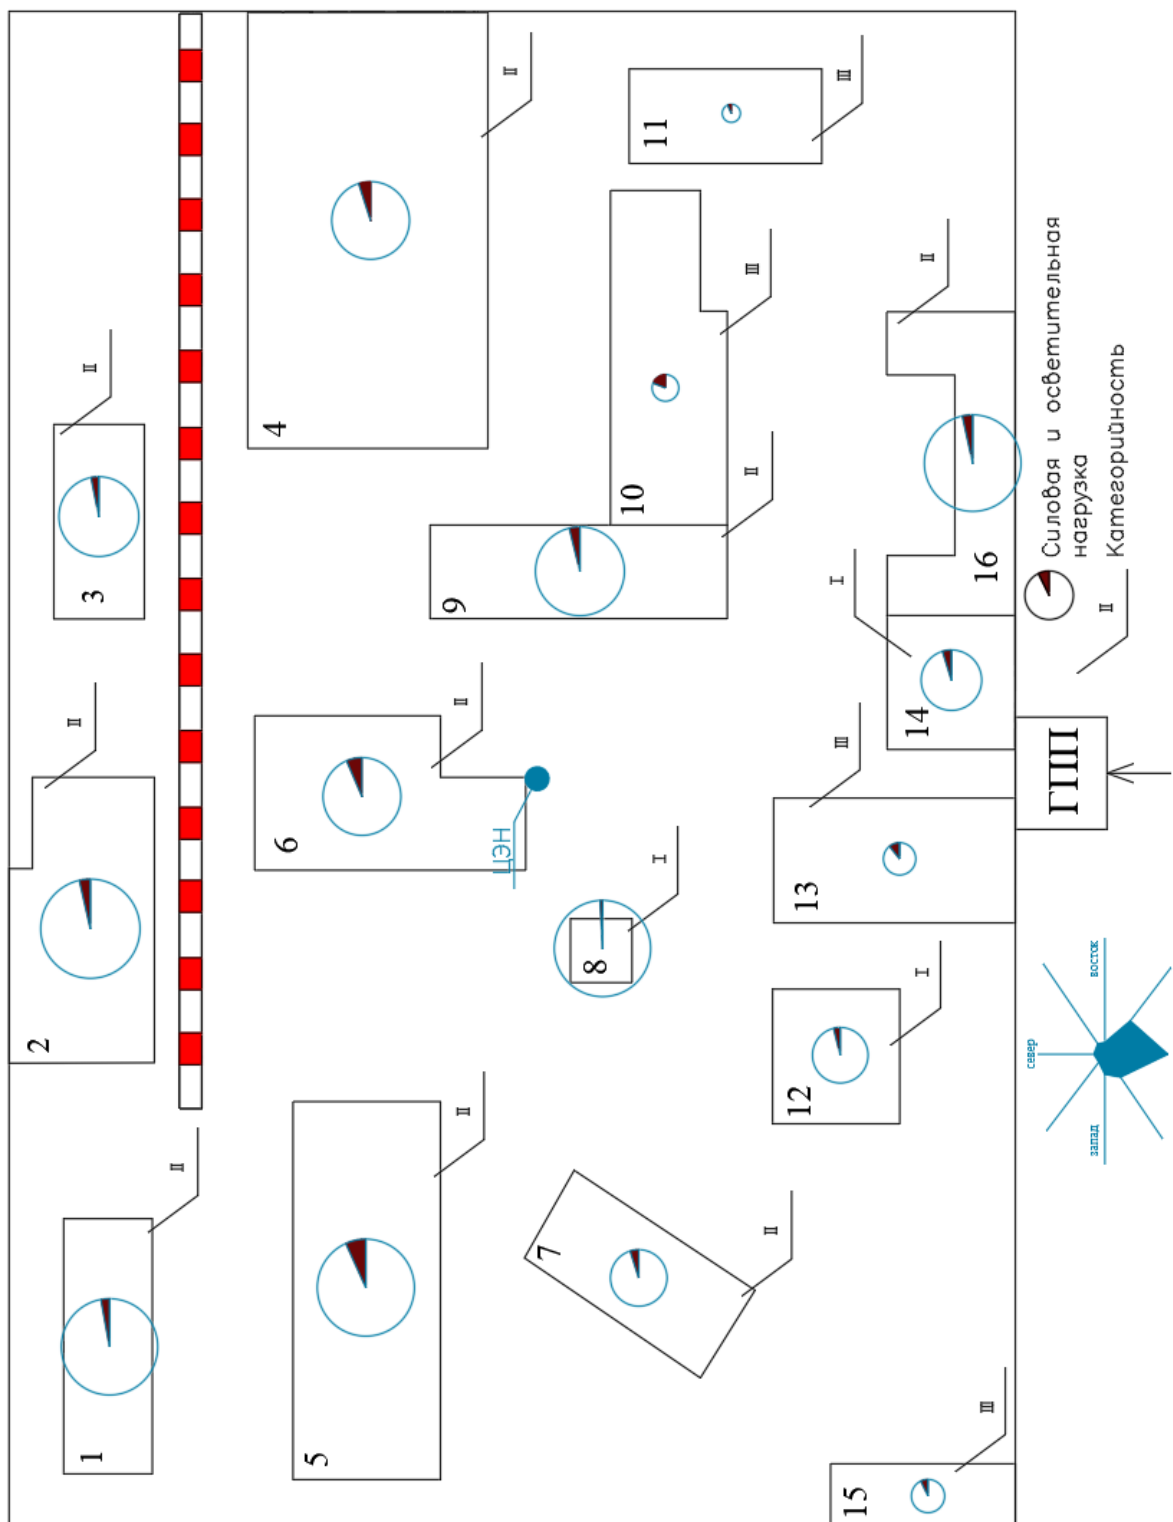 1
II
2
II
3
II
4
II
5
II
6
II
ЦЭН
7
II
8
I
9
II
10
III
11
III
12
I
13
III
14
I
15
III
16
II
ГПП
Силовая и осветительная
нагрузка
II
Категорийность
север
запад
восток